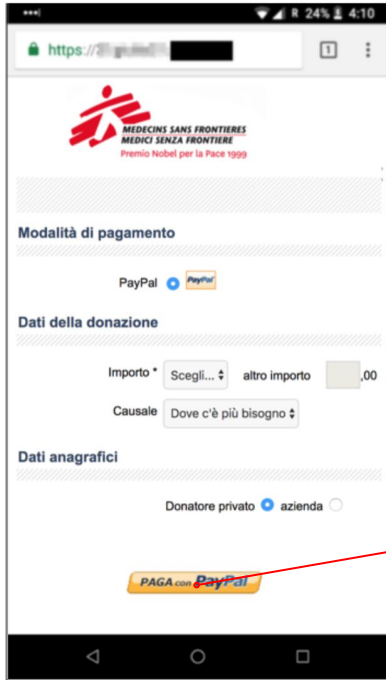 R 24% 4:10
https://
1
MEDECINS SANS FRONTIERES
MEDICI SENZA FRONTIERE
Premio Nobel per la Pace 1999
Modalità di pagamento
PayPal PayPal
Dati della donazione
Importo * Scegli... altro importo ,00
Causale Dove c'è più bisogno
Dati anagrafici
Donatore privato azienda
PAGA con PayPal